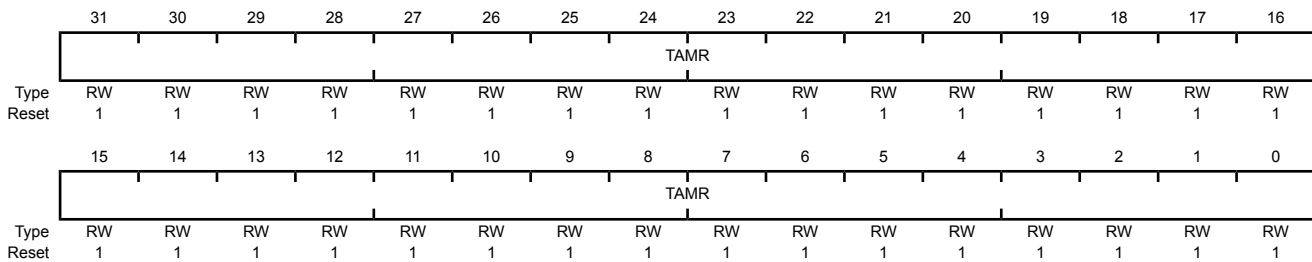 31 30 29 28 27 26 25 24 23 22 21 20 19 18 17 16
TAMR
Type RW RW RW RW RW RW RW RW RW RW RW RW RW RW RW RW
Reset 1 1 1 1 1 1 1 1 1 1 1 1 1 1 1 1
15 14 13 12 11 10 9 8 7 6 5 4 3 2 1 0
TAMR
Type RW RW RW RW RW RW RW RW RW RW RW RW RW RW RW RW
Reset 1 1 1 1 1 1 1 1 1 1 1 1 1 1 1 1